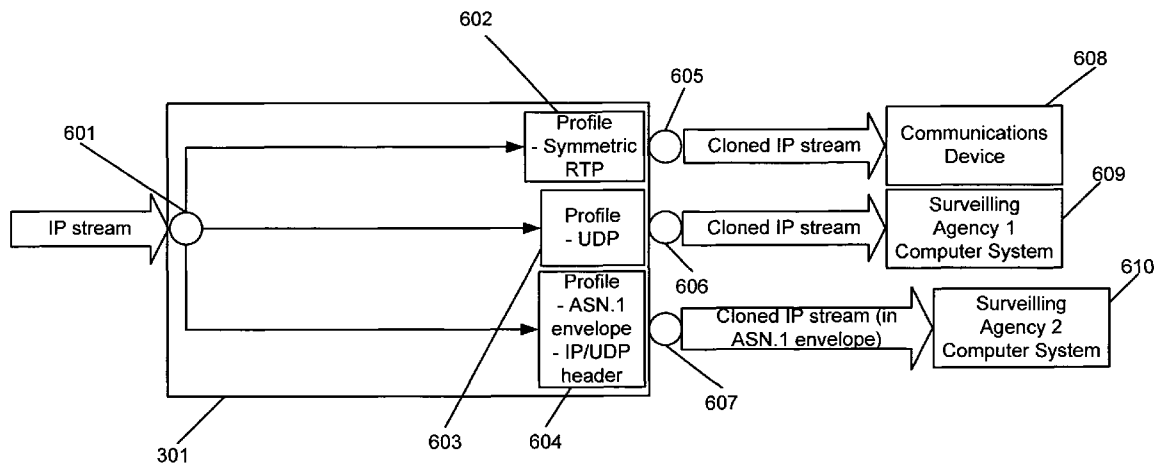 602
605
608
601
Profile
- Symmetric
RTP
Cloned IP stream
Communications
Device
609
IP stream
Profile
- UDP
Cloned IP stream
Surveilling
Agency 1
Computer System
606
610
Profile
- ASN.1
envelope
- IP/UDP
header
Cloned IP stream (in
ASN.1 envelope)
Surveilling
Agency 2
Computer System
607
603
604
301